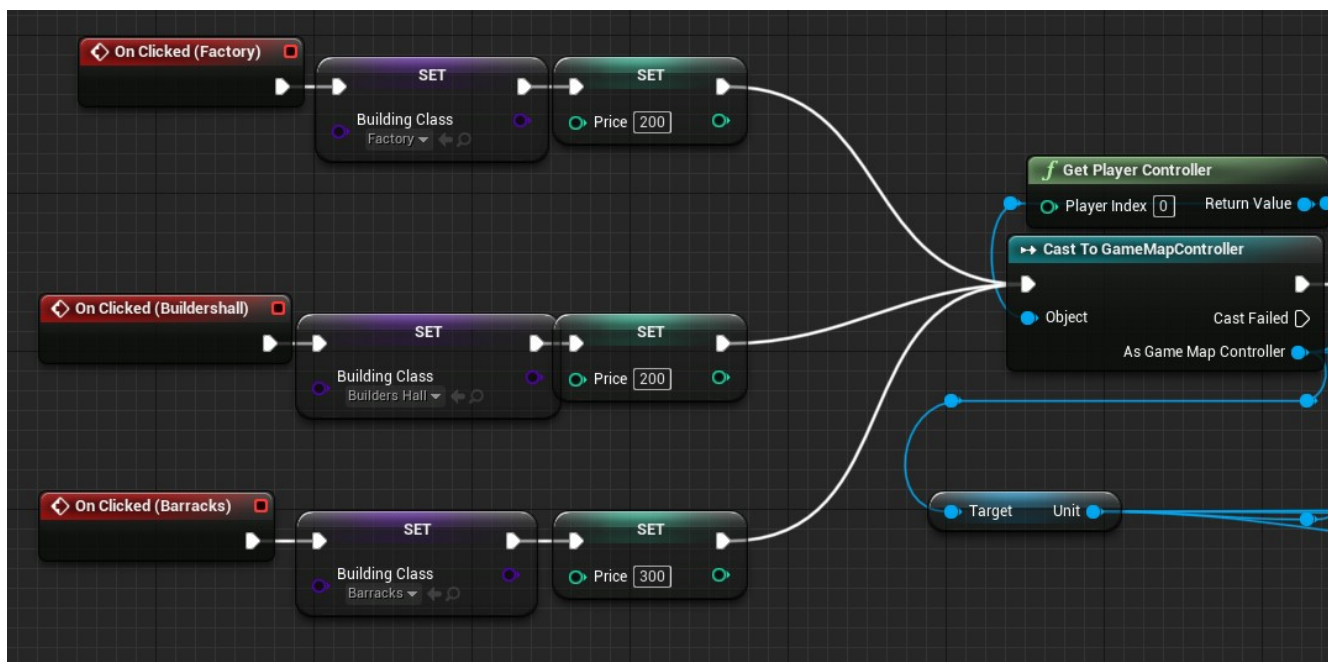 On Clicked (Factory)
SET
Building Class
Factory
SET
Price 200
f Get Player Controller
Player Index 0 Return Value
Cast To GameMapController
Object
Cast Failed
As Game Map Controller
On Clicked (Buildershall)
SET
Building Class
Builders Hall
SET
Price 200
Target Unit
On Clicked (Barracks)
SET
Building Class
Barracks
SET
Price 300